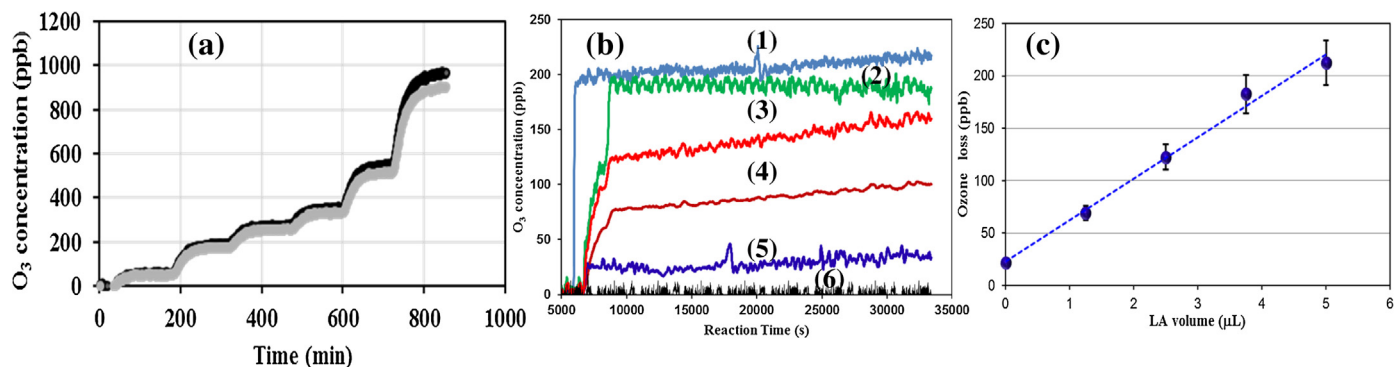 (a)
O3 concentration (ppb)
1200
1000
800
600
400
200
0
0 200 400 600 800 1000
Time (min)
(b)
O3 conceentration (ppb)
250
200
150
100
50
0
(1)
(2)
(3)
(4)
(5)
(6)
5000 10000 15000 20000 25000 30000 35000
Reaction Time (s)
(c)
Ozone loss (ppb)
250
200
150
100
50
0
0 1 2 3 4 5 6
LA volume (μL)